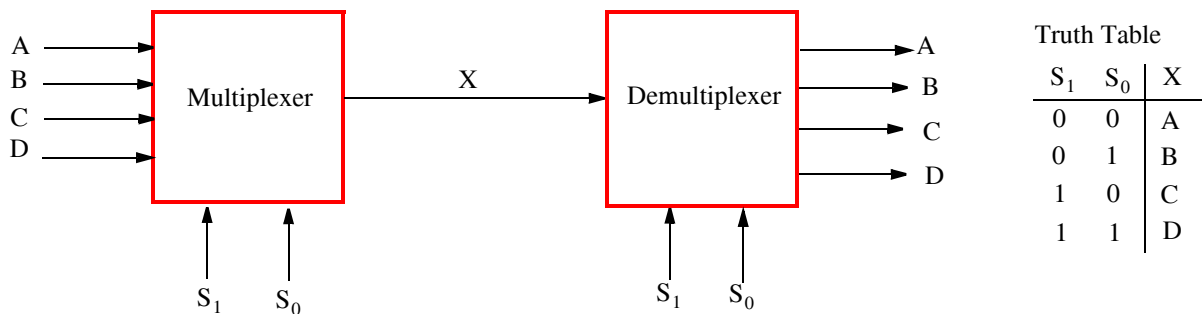 A
B
C
D
Multiplexer
S₁ S₀
X
Demultiplexer
S₁ S₀
A
B
C
D
Truth Table
S₁ S₀ X
0 0 A
0 1 B
1 0 C
1 1 D